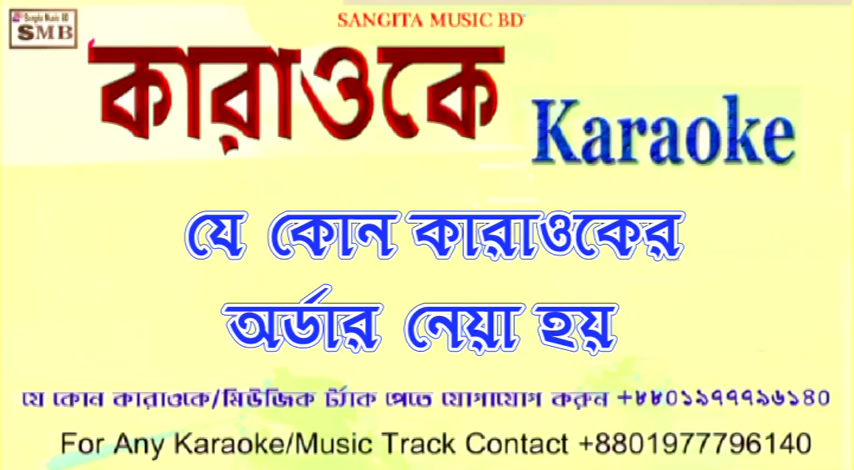 Sangita Music BD
SMB
SANGITA MUSIC BD
কারাওকে
Karaoke
যে কোন কারাওকের
অর্ডার নেয়া হয়
যে কোন কারাওকে/মিউজিক ট্যাক পেতে যোগাযোগ করুন +৮৮০১৯৭৭৭৯৬১৪০
For Any Karaoke/Music Track Contact +8801977796140